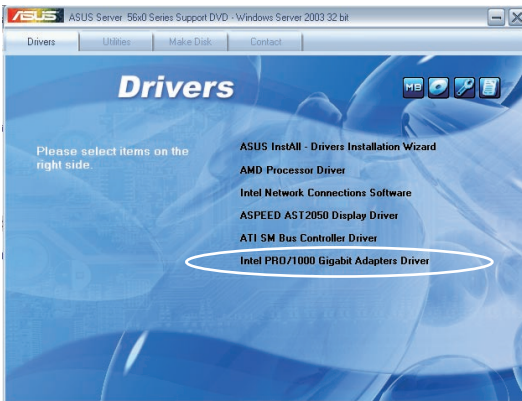 ASUS ASUS Server 56x0 Series Support DVD - Windows Server 2003 32 bit
Drivers Utilities Make Disk Contact
Drivers
MB
Please select items on the
right side.
ASUS InstAll - Drivers Installation Wizard
AMD Processor Driver
Intel Network Connections Software
ASPEED AST2050 Display Driver
ATI SM Bus Controller Driver
Intel PRO/1000 Gigabit Adapters Driver